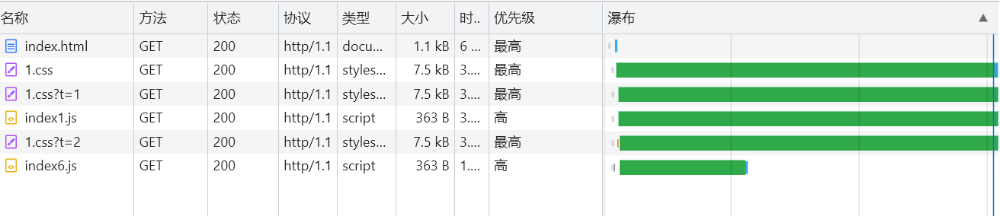 名称 方法 状态 协议 类型 大小 时.. 优先级 瀑布
index.html GET 200 http/1.1 docu... 1.1 kB 6 ... 最高
1.css GET 200 http/1.1 styles... 7.5 kB 3.... 最高
1.css?t=1 GET 200 http/1.1 styles... 7.5 kB 3.... 最高
index1.js GET 200 http/1.1 script 363 B 3.... 高
1.css?t=2 GET 200 http/1.1 styles... 7.5 kB 3.... 最高
index6.js GET 200 http/1.1 script 363 B 1.... 高